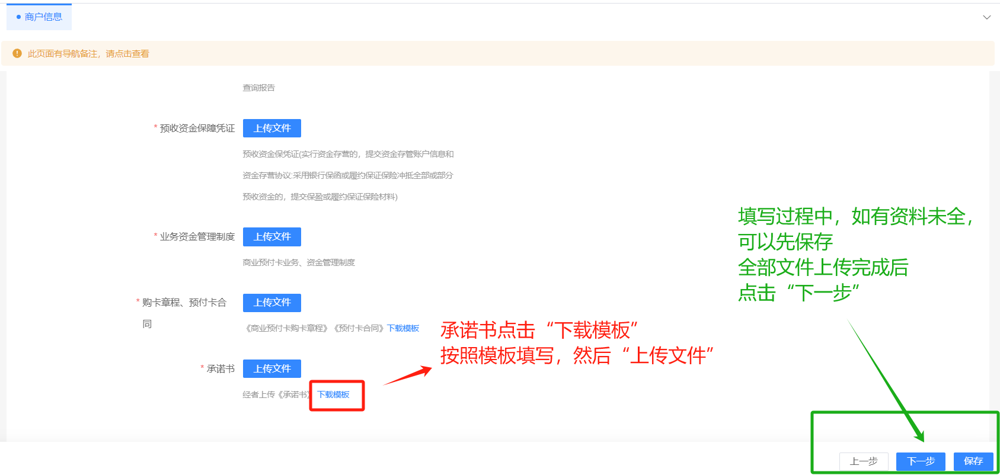 商户信息
此页面有导航备注，请点击查看
查询报告
* 预收资金保障凭证 上传文件
预收资金保凭证(实行资金存营的，提交资金存管账户信息和
资金存营协议:采用银行保函或履约保证保险冲抵全部或部分
预收资金的，提交保盈或履约保证保险材料)
* 业务资金管理制度 上传文件
商业预付卡业务、资金管理制度
* 购卡章程、预付卡合
同
上传文件
《商业预付卡购卡章程》《预付卡合同》下载模板
* 承诺书 上传文件
经者上传《承诺书》 下载模板
承诺书点击“下载模板”
按照模板填写，然后“上传文件”
填写过程中，如有资料未全，
可以先保存
全部文件上传完成后
点击“下一步”
上一步 下一步 保存